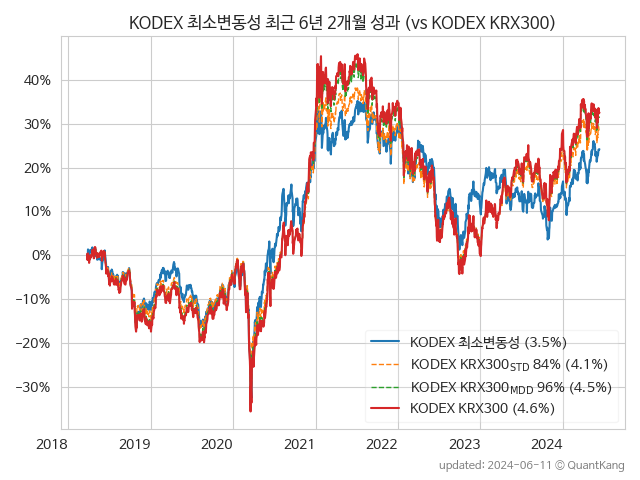 KODEX 최소변동성 최근 6년 2개월 성과 (vs KODEX KRX300)
40%
30%
20%
10%
0%
−10%
−20%
−30%
KODEX 최소변동성 (3.5%)
KODEX KRX300STD 84% (4.1%)
KODEX KRX300MDD 96% (4.5%)
KODEX KRX300 (4.6%)
2018 2019 2020 2021 2022 2023 2024
updated: 2024-06-11 ⓒ QuantKang